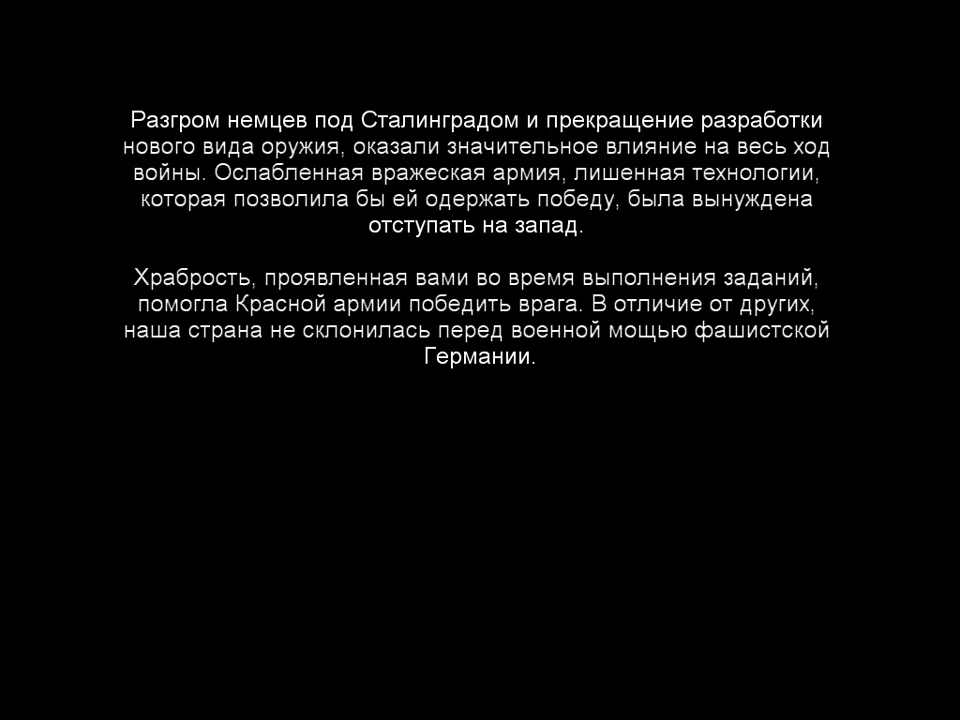 Разгром немцев под Сталинградом и прекращение разработки
нового вида оружия, оказали значительное влияние на весь ход
войны. Ослабленная вражеская армия, лишенная технологии,
которая позволила бы ей одержать победу, была вынуждена
отступать на запад.
Храбрость, проявленная вами во время выполнения заданий,
помогла Красной армии победить врага. В отличие от других,
наша страна не склонилась перед военной мощью фашистской
Германии.